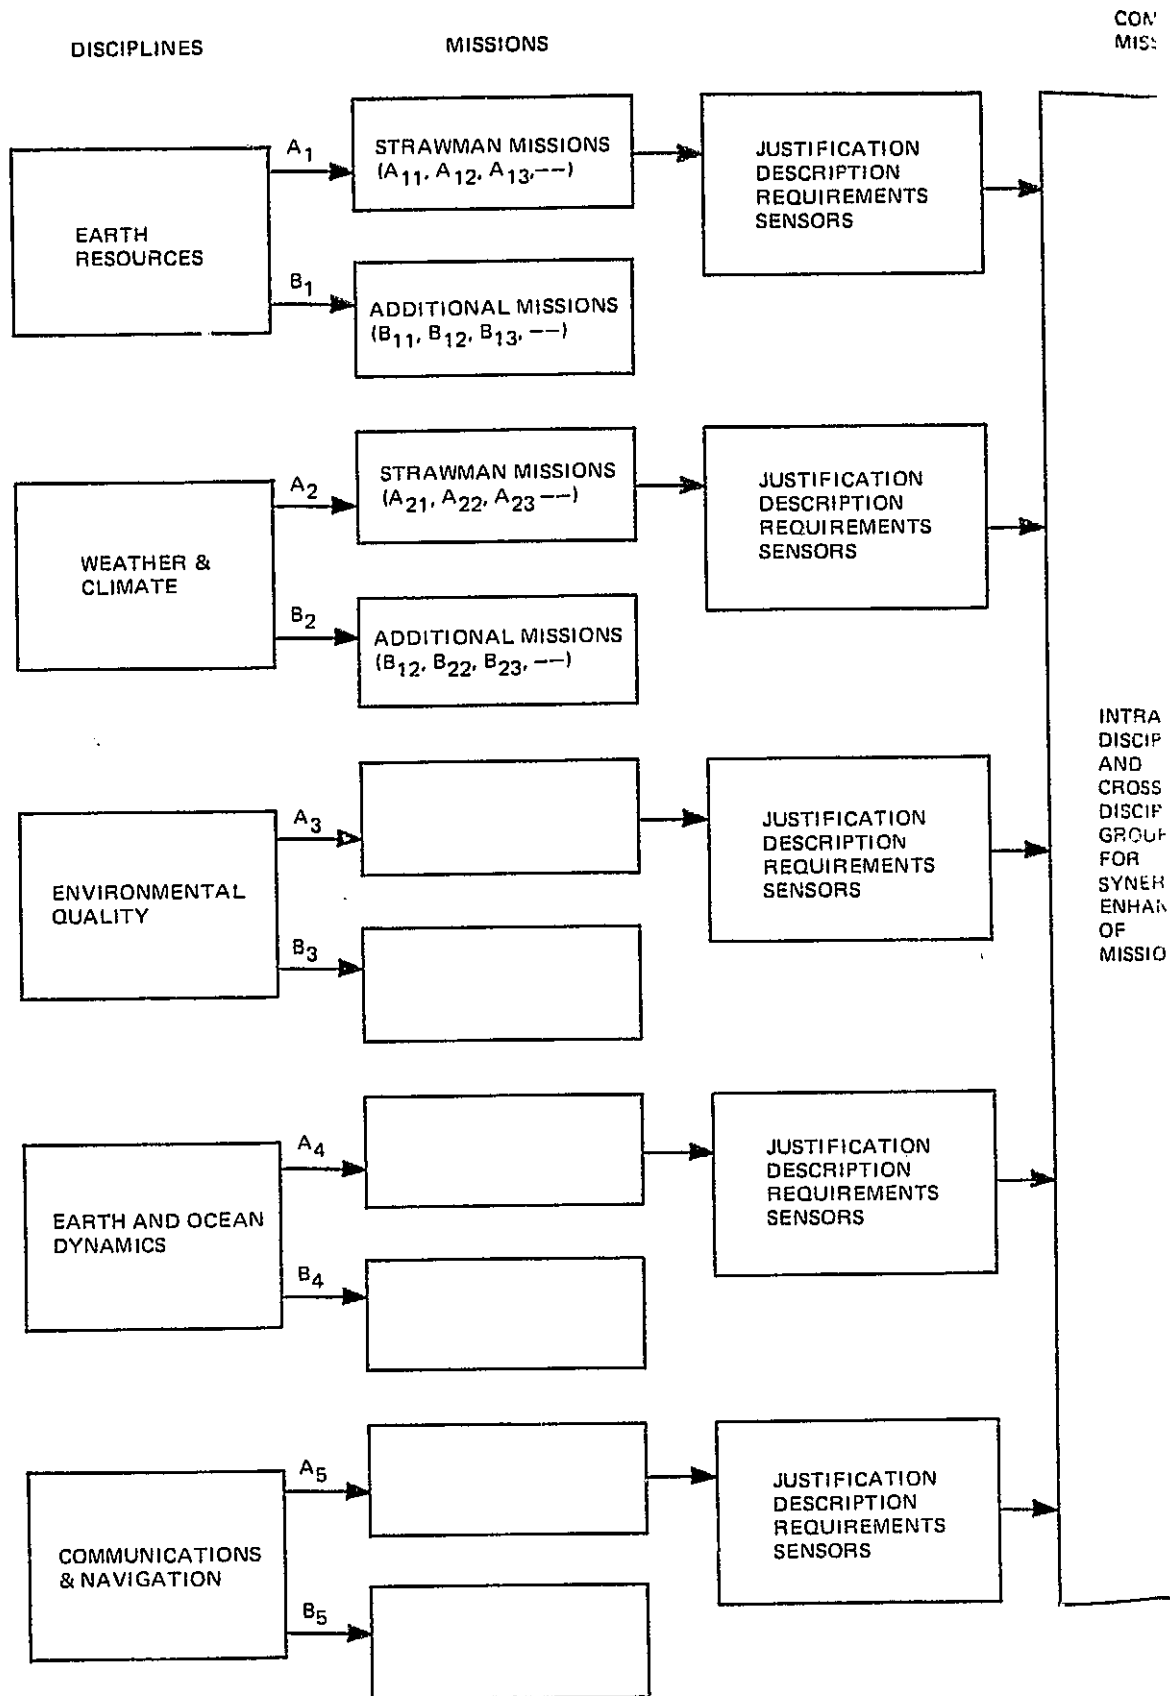 DISCIPLINES
MISSIONS
EARTH
RESOURCES
A1
STRAWMAN MISSIONS
(A11, A12, A13,--)
JUSTIFICATION
DESCRIPTION
REQUIREMENTS
SENSORS
B1
ADDITIONAL MISSIONS
(B11, B12, B13, --)
WEATHER &
CLIMATE
A2
STRAWMAN MISSIONS
(A21, A22, A23 --)
JUSTIFICATION
DESCRIPTION
REQUIREMENTS
SENSORS
B2
ADDITIONAL MISSIONS
(B12, B22, B23, --)
ENVIRONMENTAL
QUALITY
A3
JUSTIFICATION
DESCRIPTION
REQUIREMENTS
SENSORS
B3
EARTH AND OCEAN
DYNAMICS
A4
JUSTIFICATION
DESCRIPTION
REQUIREMENTS
SENSORS
B4
COMMUNICATIONS
& NAVIGATION
A5
JUSTIFICATION
DESCRIPTION
REQUIREMENTS
SENSORS
B5
INTRA
AND
CROSS
FOR
OF